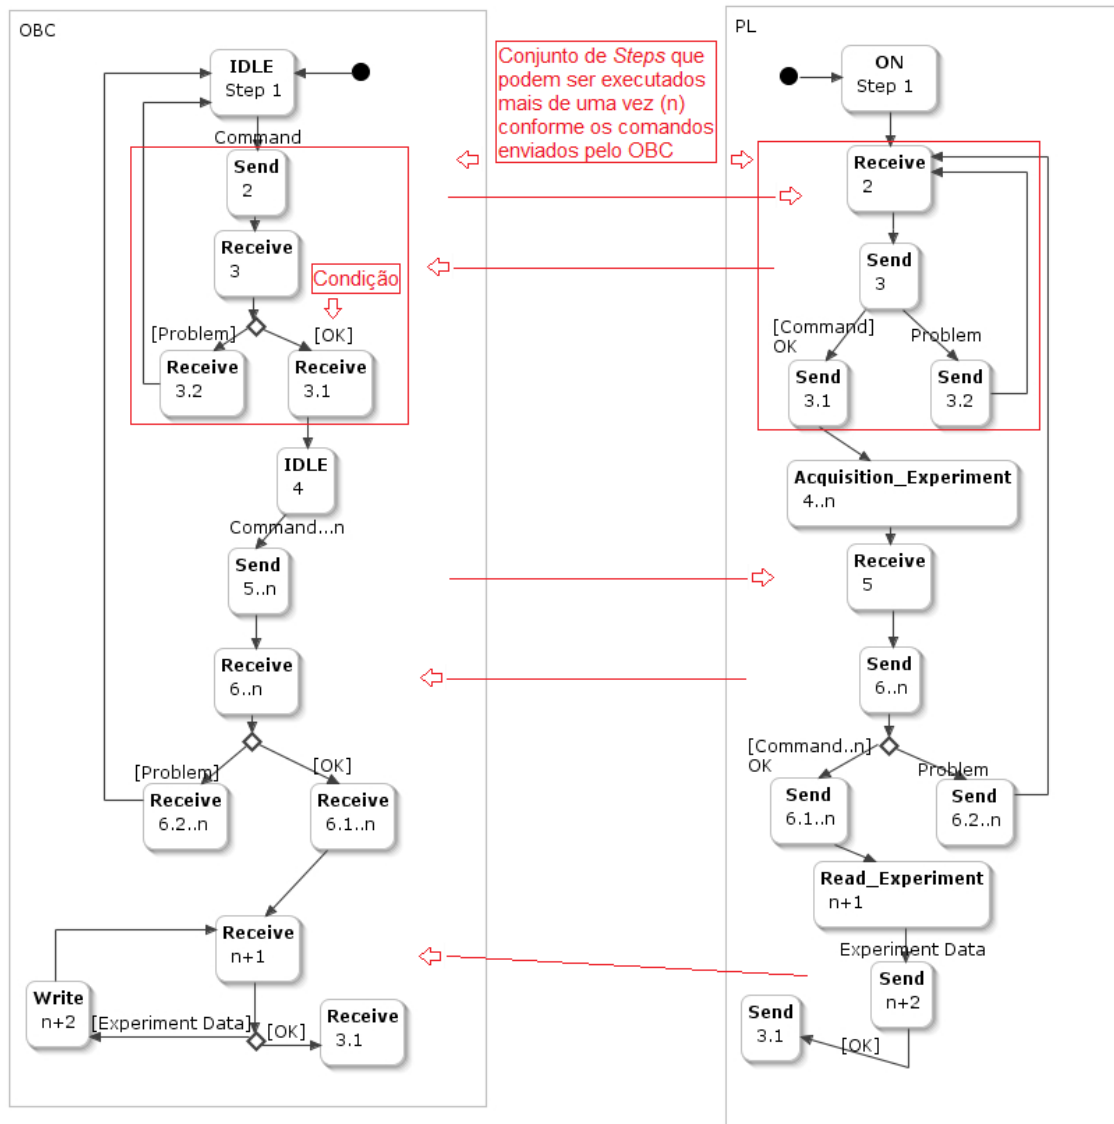 OBC
IDLE
Step 1
Command
Send
2
Receive
3
Condição
[Problem]
[OK]
Receive
3.2
Receive
3.1
IDLE
4
Command...n
Send
5..n
Receive
6..n
[Problem]
[OK]
Receive
6.2..n
Receive
6.1..n
Receive
n+1
Write
n+2
[Experiment Data]
[OK]
Receive
3.1
Conjunto de Steps que
podem ser executados
mais de uma vez (n)
conforme os comandos
enviados pelo OBC
PL
ON
Step 1
Receive
2
Send
3
[Command]
OK
Problem
Send
3.1
Send
3.2
Acquisition_Experiment
4..n
Receive
5
Send
6..n
[Command..n]
OK
Problem
Send
6.1..n
Send
6.2..n
Read_Experiment
n+1
Experiment Data
Send
n+2
Send
3.1
[OK]